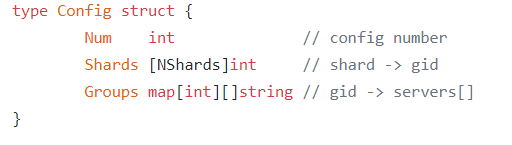 type Config struct {
        Num    int                // config number
        Shards [NShards]int     // shard -> gid
        Groups map[int][]string // gid -> servers[]
}